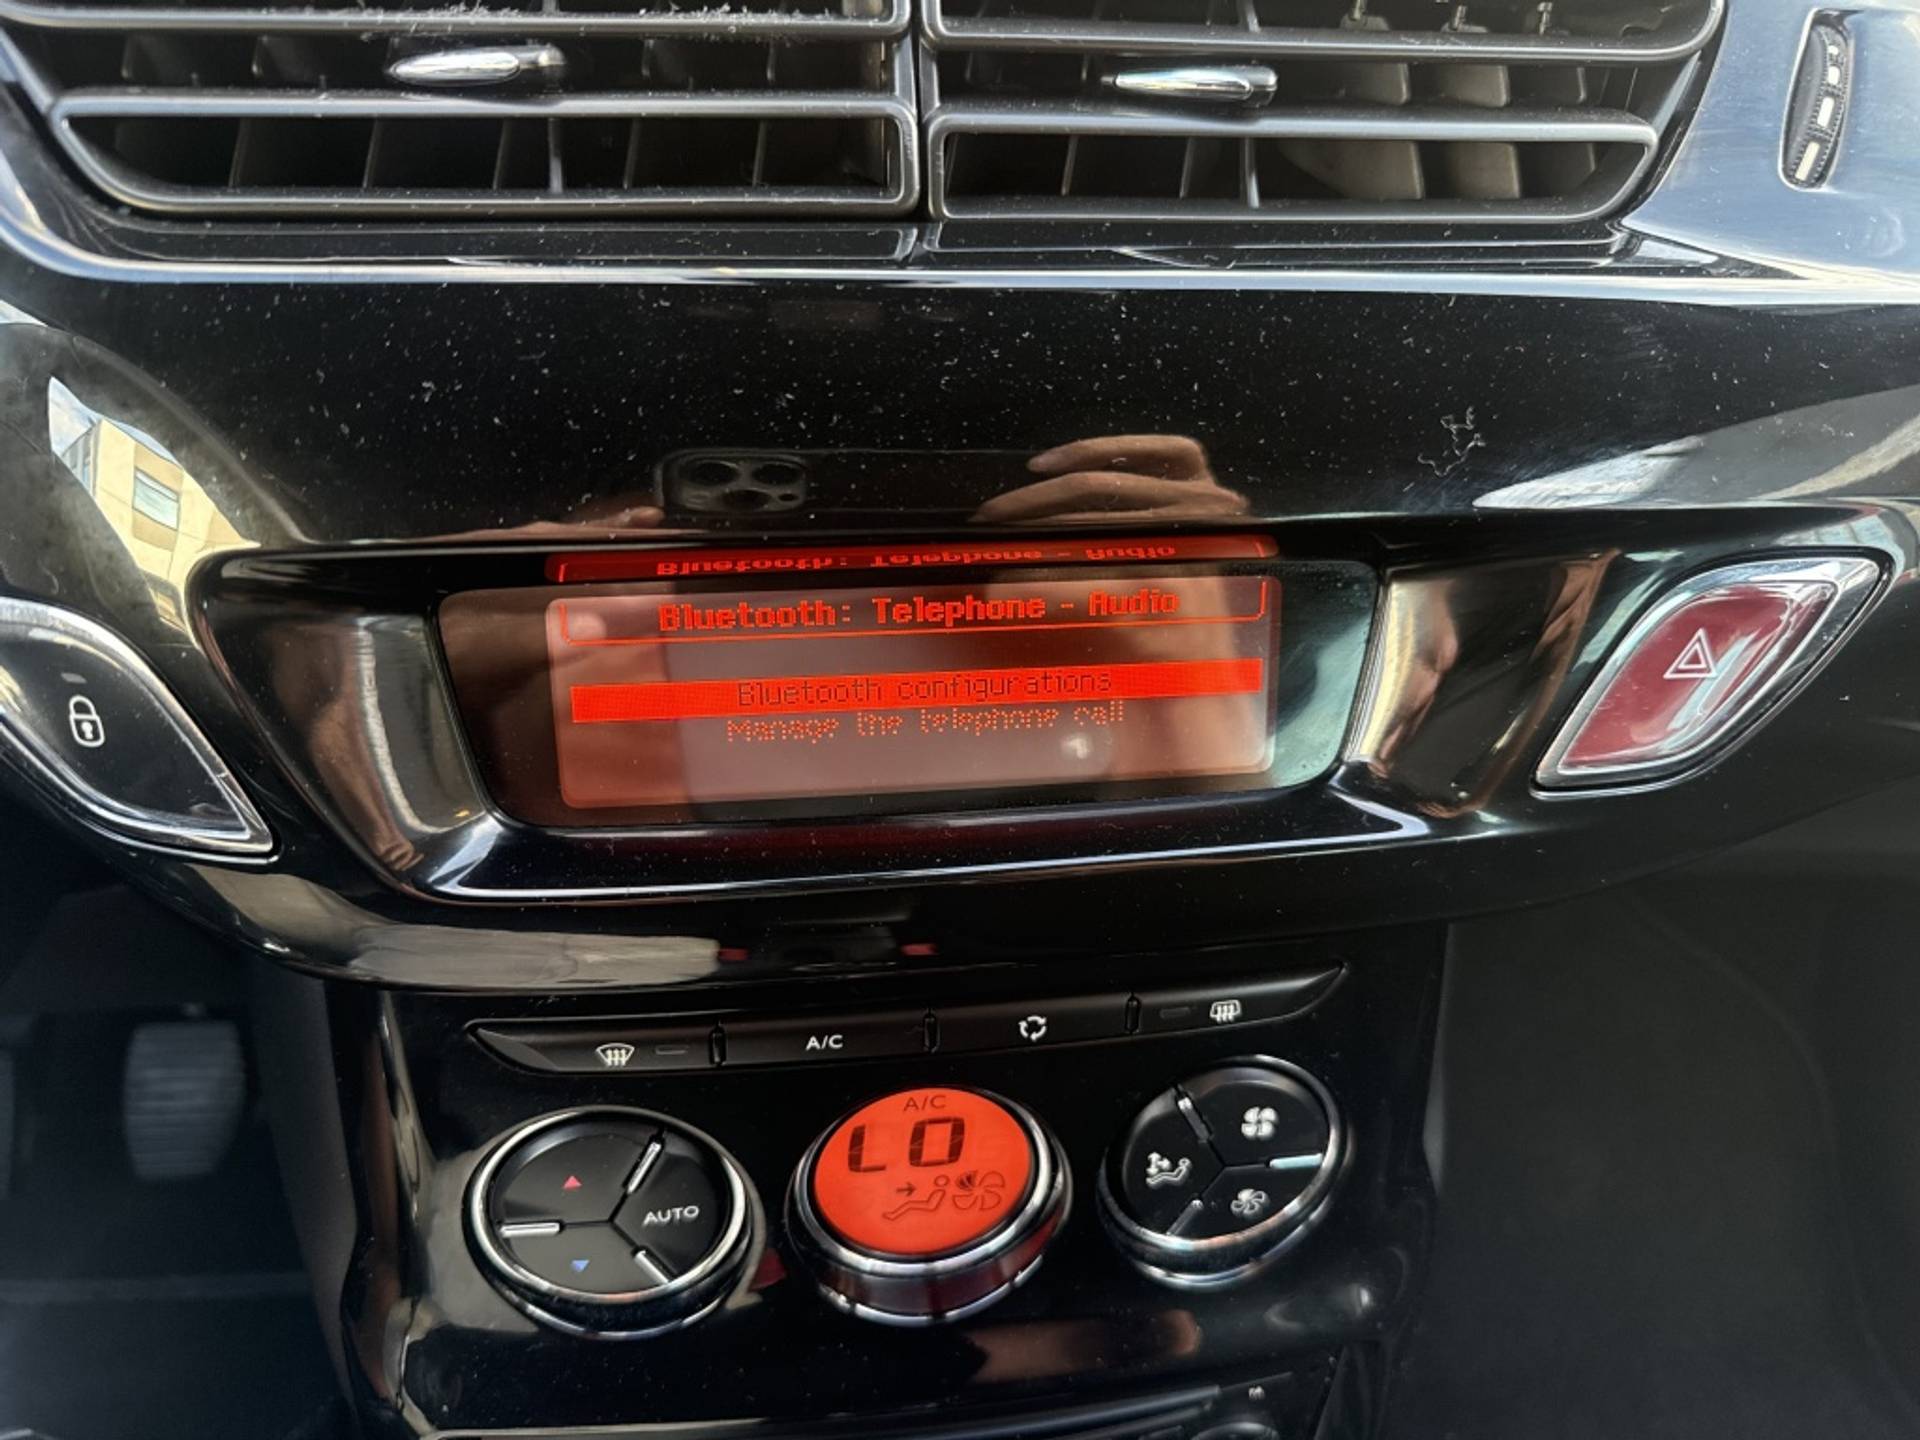 Bluetooth: Telephone - Audio
Bluetooth configurations
Manage the telephone call
A/C
A/C
LO
AUTO